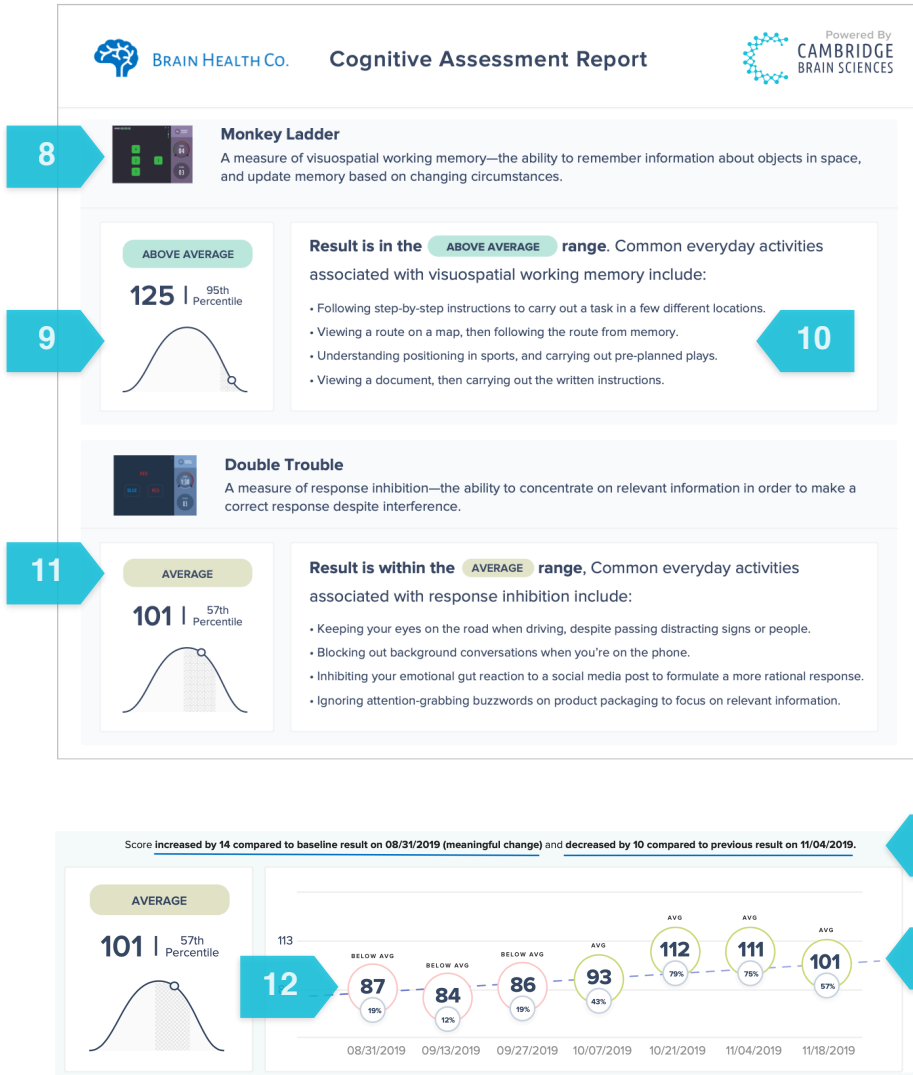 BRAIN HEALTH CO.
Cognitive Assessment Report
Powered By
CAMBRIDGE
BRAIN SCIENCES
8
Monkey Ladder
A measure of visuospatial working memory—the ability to remember information about objects in space,
and update memory based on changing circumstances.
ABOVE AVERAGE
125 | 95th
Percentile
9
Result is in the ABOVE AVERAGE range. Common everyday activities
associated with visuospatial working memory include:
• Following step-by-step instructions to carry out a task in a few different locations.
• Viewing a route on a map, then following the route from memory.
• Understanding positioning in sports, and carrying out pre-planned plays.
• Viewing a document, then carrying out the written instructions.
10
Double Trouble
A measure of response inhibition—the ability to concentrate on relevant information in order to make a
correct response despite interference.
11
AVERAGE
101 | 57th
Percentile
Result is within the AVERAGE range, Common everyday activities
associated with response inhibition include:
• Keeping your eyes on the road when driving, despite passing distracting signs or people.
• Blocking out background conversations when you're on the phone.
• Inhibiting your emotional gut reaction to a social media post to formulate a more rational response.
• Ignoring attention-grabbing buzzwords on product packaging to focus on relevant information.
Score increased by 14 compared to baseline result on 08/31/2019 (meaningful change) and decreased by 10 compared to previous result on 11/04/2019.
AVERAGE
101 | 57th
Percentile
12
113
BELOW AVG
87
19%
08/31/2019
BELOW AVG
84
12%
09/13/2019
BELOW AVG
86
19%
09/27/2019
AVG
93
43%
10/07/2019
AVG
112
79%
10/21/2019
AVG
111
75%
11/04/2019
AVG
101
57%
11/18/2019